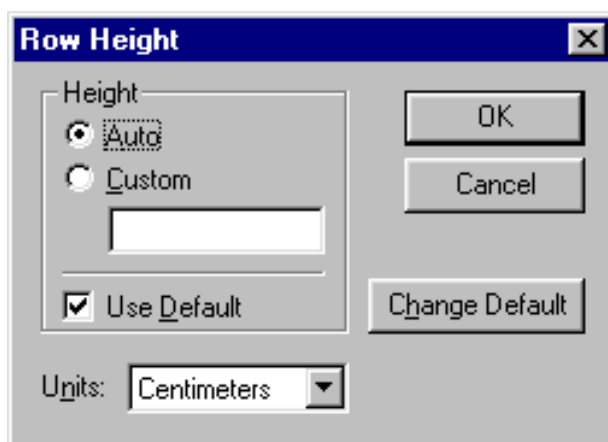 Row Height
Height
Auto
Custom
Use Default
Units: Centimeters
OK
Cancel
Change Default